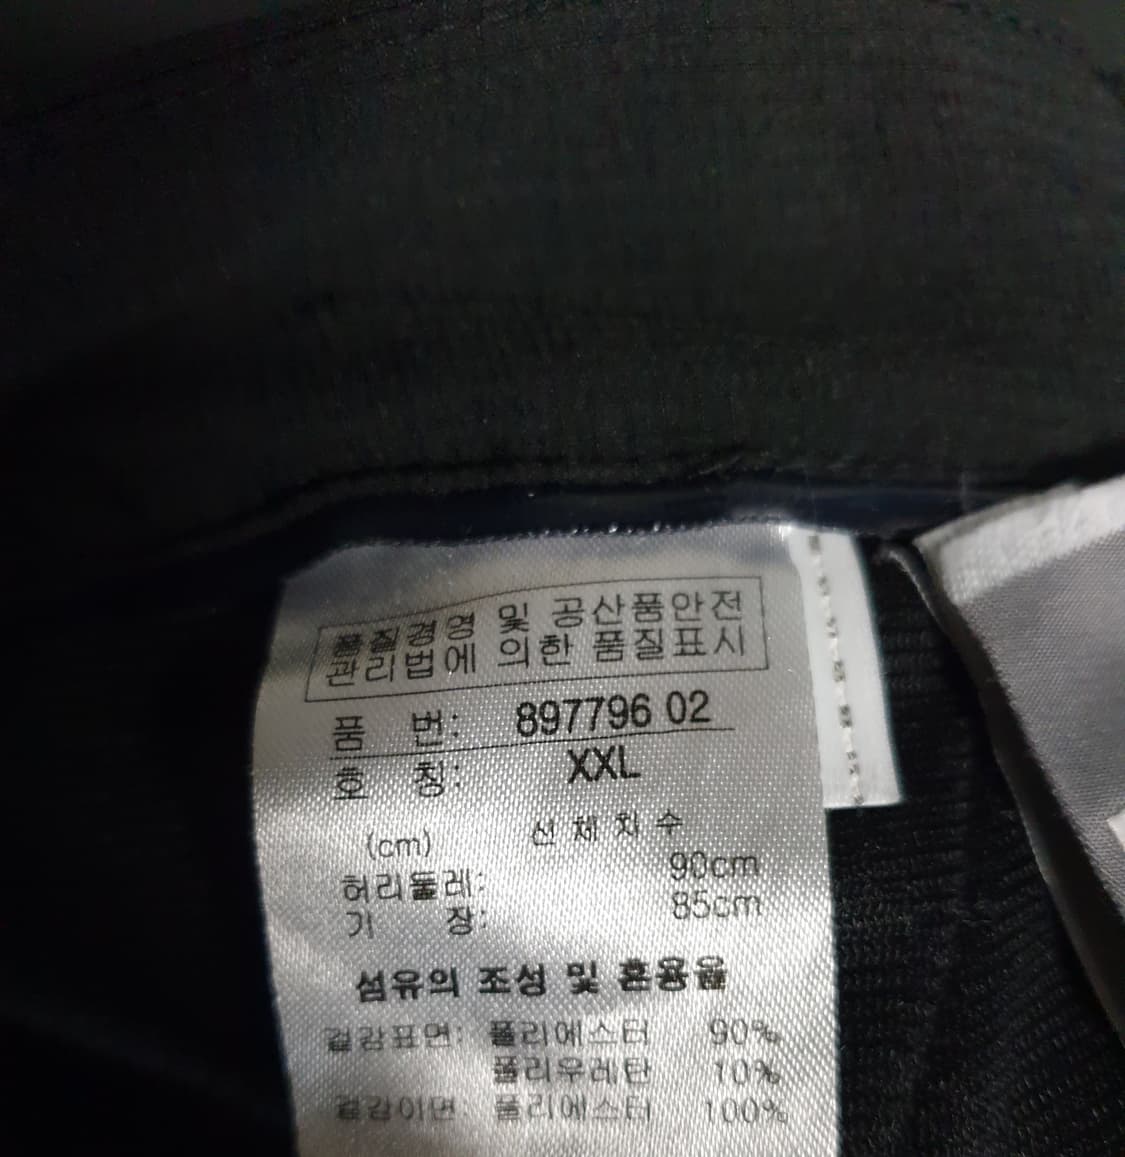 품질경영 및 공산품안전
관리법에 의한 품질표시
품 번: 897796 02
호 칭: XXL
(cm) 신체치수
허리둘레: 90cm
기 장: 85cm
섬유의 조성 및 혼용율
겉감표면: 폴리에스터 90%
폴리우레탄 10%
겉감이면: 폴리에스터 100%